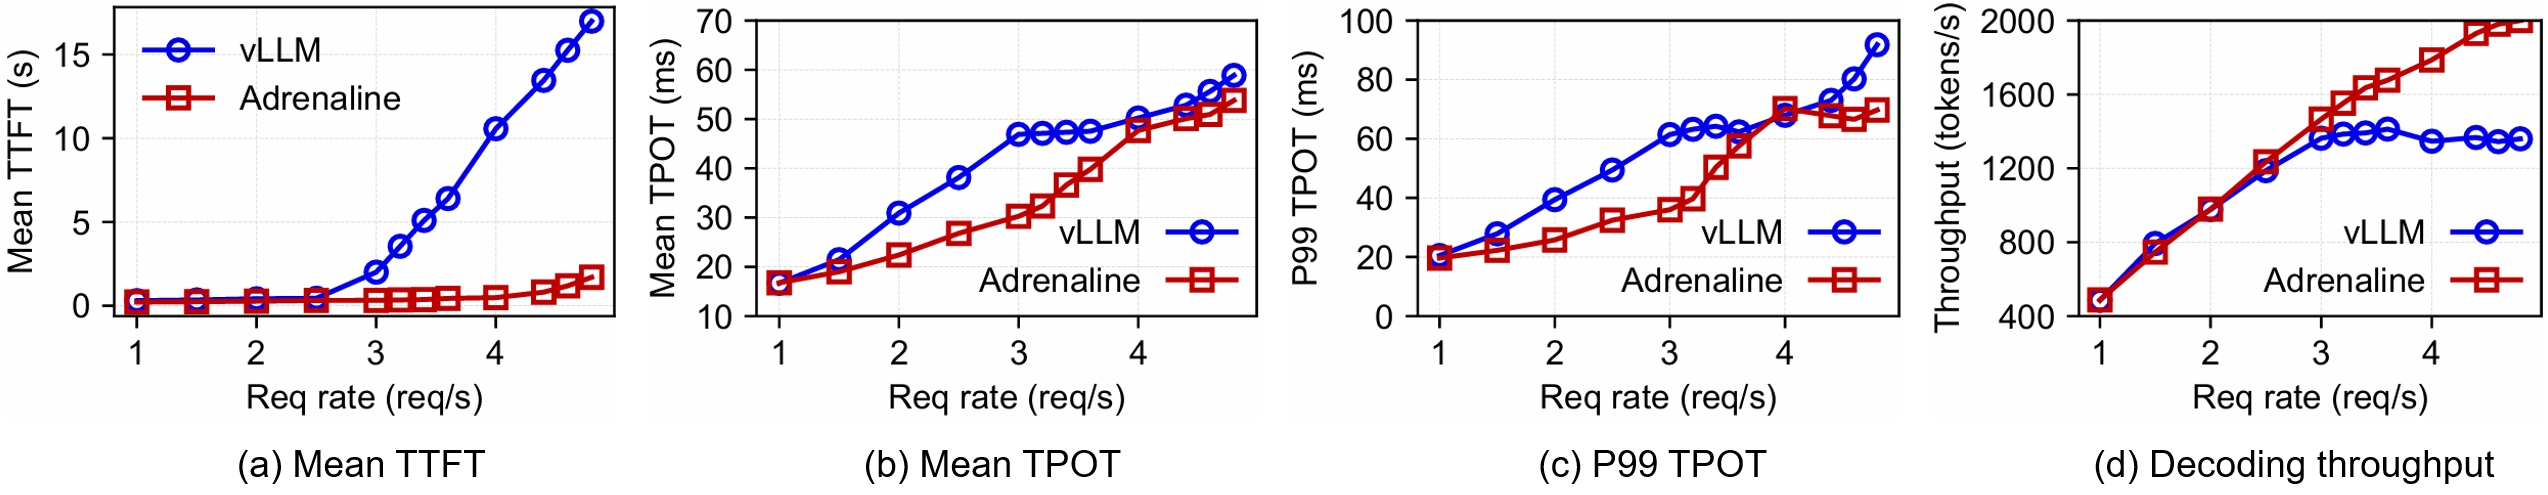 Mean TTFT (s)
15
10
5
0
vLLM
Adrenaline
1 2 3 4
Req rate (req/s)
(a) Mean TTFT
Mean TPOT (ms)
70
60
50
40
30
20
10
vLLM
Adrenaline
1 2 3 4
Req rate (req/s)
(b) Mean TPOT
P99 TPOT (ms)
100
80
60
40
20
0
vLLM
Adrenaline
1 2 3 4
Req rate (req/s)
(c) P99 TPOT
Throughput (tokens/s)
2000
1600
1200
800
400
vLLM
Adrenaline
1 2 3 4
Req rate (req/s)
(d) Decoding throughput